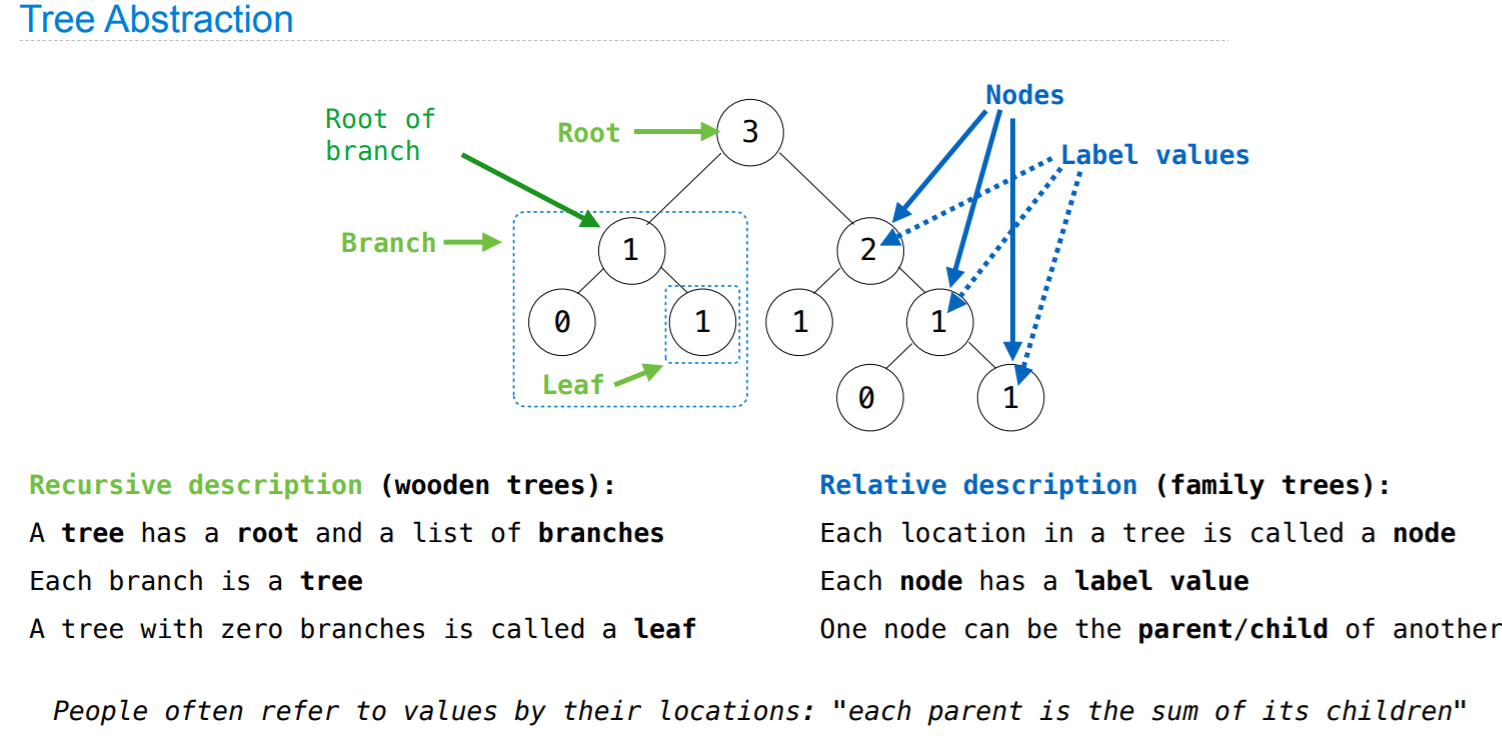 Tree Abstraction
Nodes
Root of
branch
Root
3
Label values
Branch
1
2
0
1
1
1
Leaf
0
1
Recursive description (wooden trees):
A tree has a root and a list of branches
Each branch is a tree
A tree with zero branches is called a leaf
Relative description (family trees):
Each location in a tree is called a node
Each node has a label value
One node can be the parent/child of another
People often refer to values by their locations: "each parent is the sum of its children"